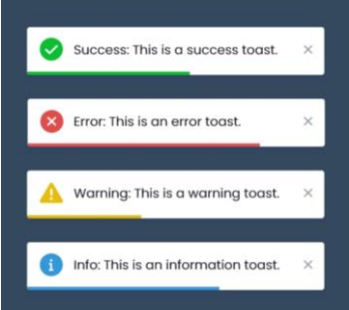 Success: This is a success toast.
Error: This is an error toast.
Warning: This is a warning toast.
Info: This is an information toast.